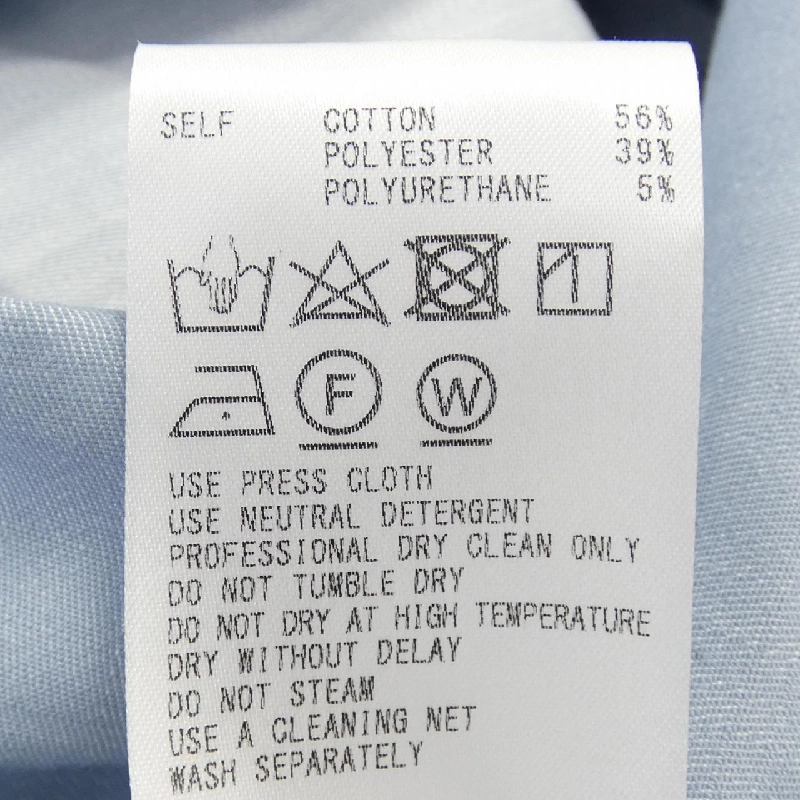 SELF COTTON 56%
POLYESTER 39%
POLYURETHANE 5%
F W
USE PRESS CLOTH
USE NEUTRAL DETERGENT
PROFESSIONAL DRY CLEAN ONLY
DO NOT TUMBLE DRY
DO NOT DRY AT HIGH TEMPERATURE
DRY WITHOUT DELAY
DO NOT STEAM
USE A CLEANING NET
WASH SEPARATELY